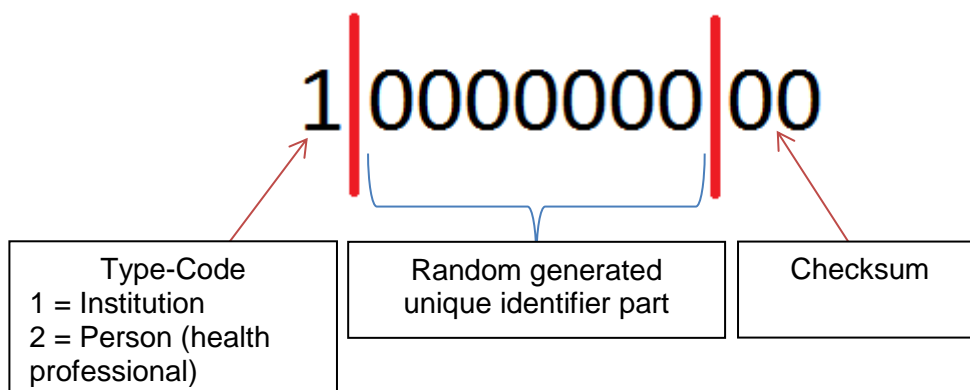 1 0000000 00
Type-Code
1 = Institution
2 = Person (health
professional)
Random generated
unique identifier part
Checksum